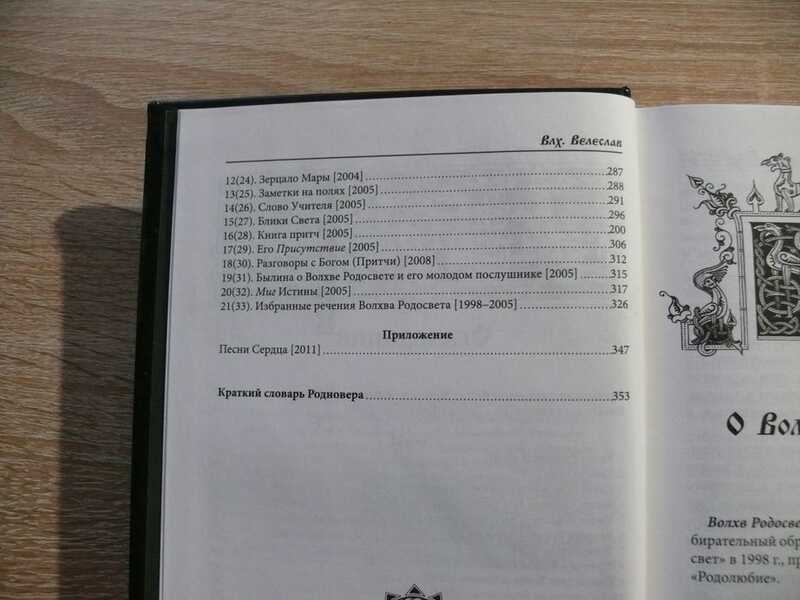 Влх. Велеслав
12(24). Зерцало Мары [2004] 287
13(25). Заметки на полях [2005] 288
14(26). Слово Учителя [2005] 291
15(27). Блики Света [2005] 296
16(28). Книга притч [2005] 200
17(29). Его Присутствие [2005] 306
18(30). Разговоры с Богом (Притчи) [2008] 312
19(31). Былина о Волхве Родосвете и его молодом послушнике [2005] 315
20(32). Миг Истины [2005] 317
21(33). Избранные речения Волхва Родосвета [1998–2005] 326
Приложение
Песни Сердца [2011] 347
Краткий словарь Родновера 353
О Вол
Волхв Родосве
бирательный обр
свет» в 1998 г., пр
«Родолюбие».